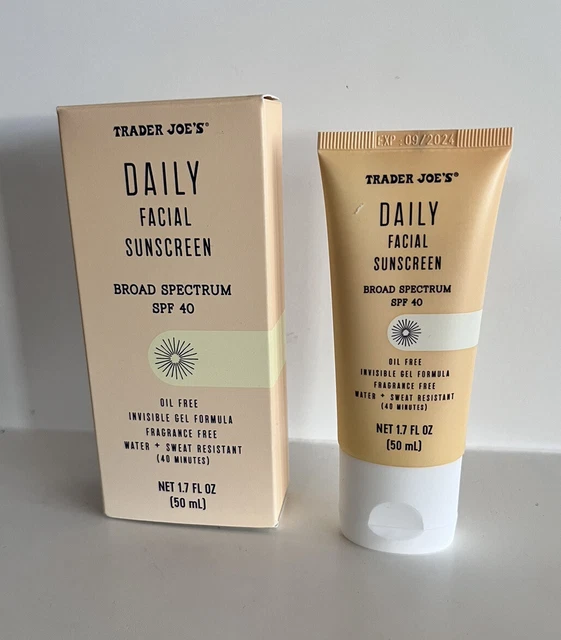 TRADER JOE'S®
DAILY
FACIAL
SUNSCREEN
BROAD SPECTRUM
SPF 40
OIL FREE
INVISIBLE GEL FORMULA
FRAGRANCE FREE
WATER + SWEAT RESISTANT
(40 MINUTES)
NET 1.7 FL OZ
(50 mL)
EXP. 09/2024
TRADER JOE'S®
DAILY
FACIAL
SUNSCREEN
BROAD SPECTRUM
SPF 40
OIL FREE
INVISIBLE GEL FORMULA
FRAGRANCE FREE
WATER + SWEAT RESISTANT
(40 MINUTES)
NET 1.7 FL OZ
(50 mL)